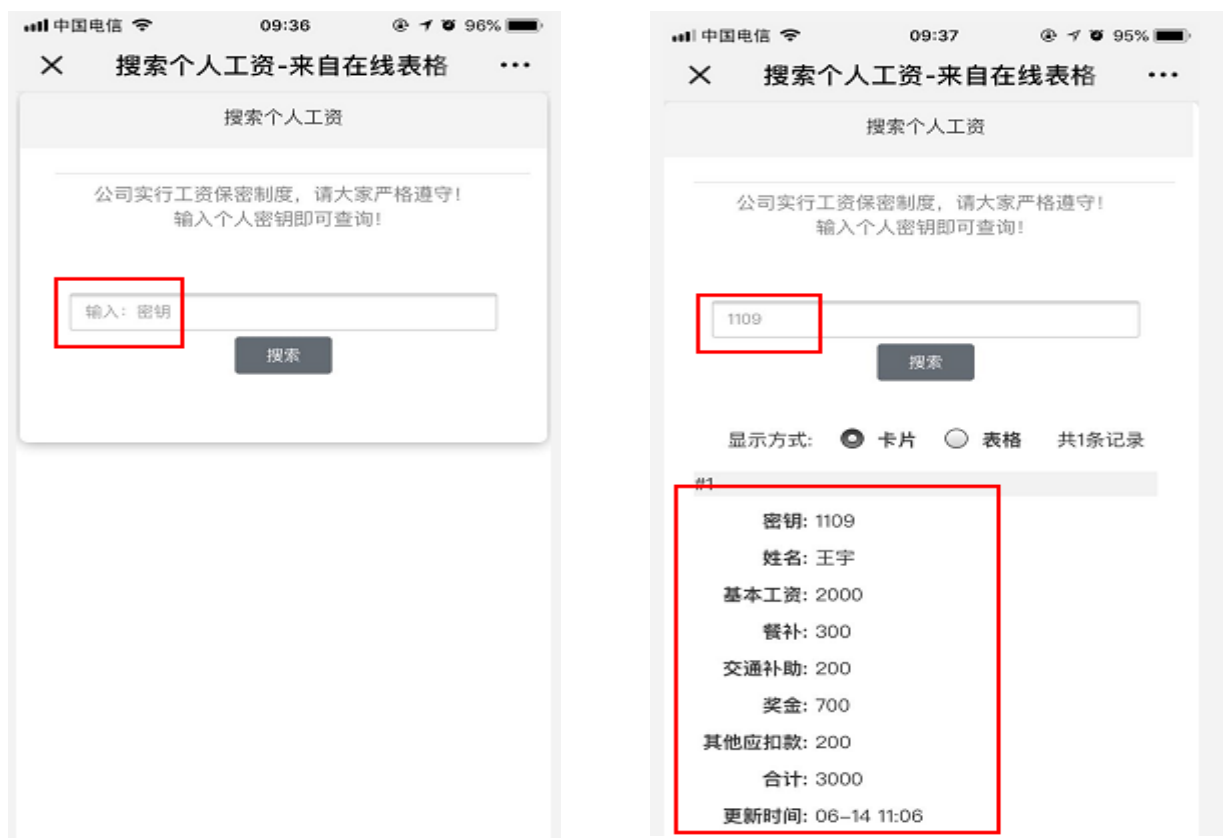 中国电信 09:36 96%
搜索个人工资-来自在线表格
搜索个人工资
公司实行工资保密制度，请大家严格遵守！
输入个人密钥即可查询！
输入：密钥
搜索
中国电信 09:37 95%
搜索个人工资-来自在线表格
搜索个人工资
公司实行工资保密制度，请大家严格遵守！
输入个人密钥即可查询！
1109
搜索
显示方式: 卡片 表格 共1条记录
#1
密钥: 1109
姓名: 王宇
基本工资: 2000
餐补: 300
交通补助: 200
奖金: 700
其他应扣款: 200
合计: 3000
更新时间: 06-14 11:06